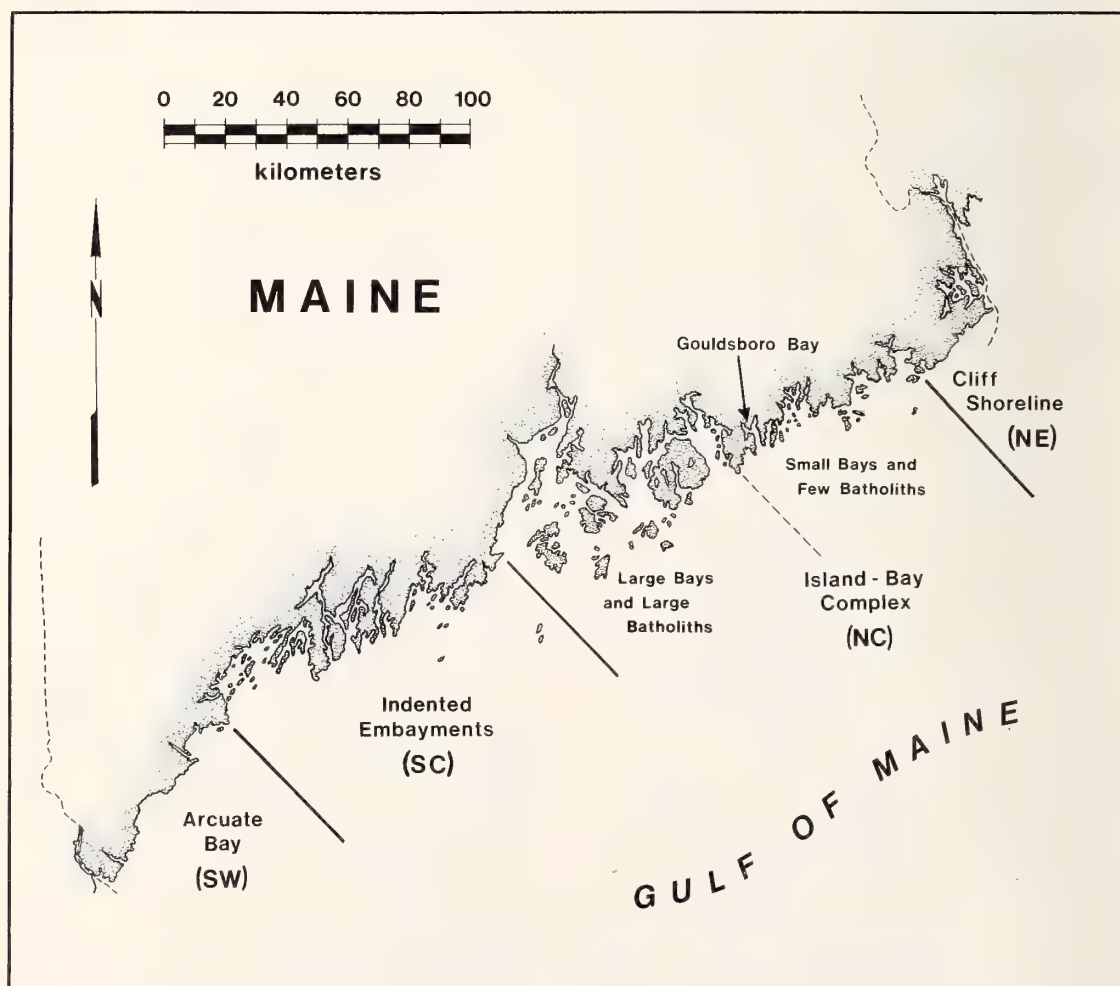 0 20 40 60 80 100
kilometers
N
MAINE
Gouldsboro Bay
Cliff
Shoreline
(NE)
Small Bays and
Few Batholiths
Island - Bay
Complex
(NC)
Large Bays
and Large
Batholiths
Indented
Embayments
(SC)
Arcuate
Bay
(SW)
GULF OF MAINE